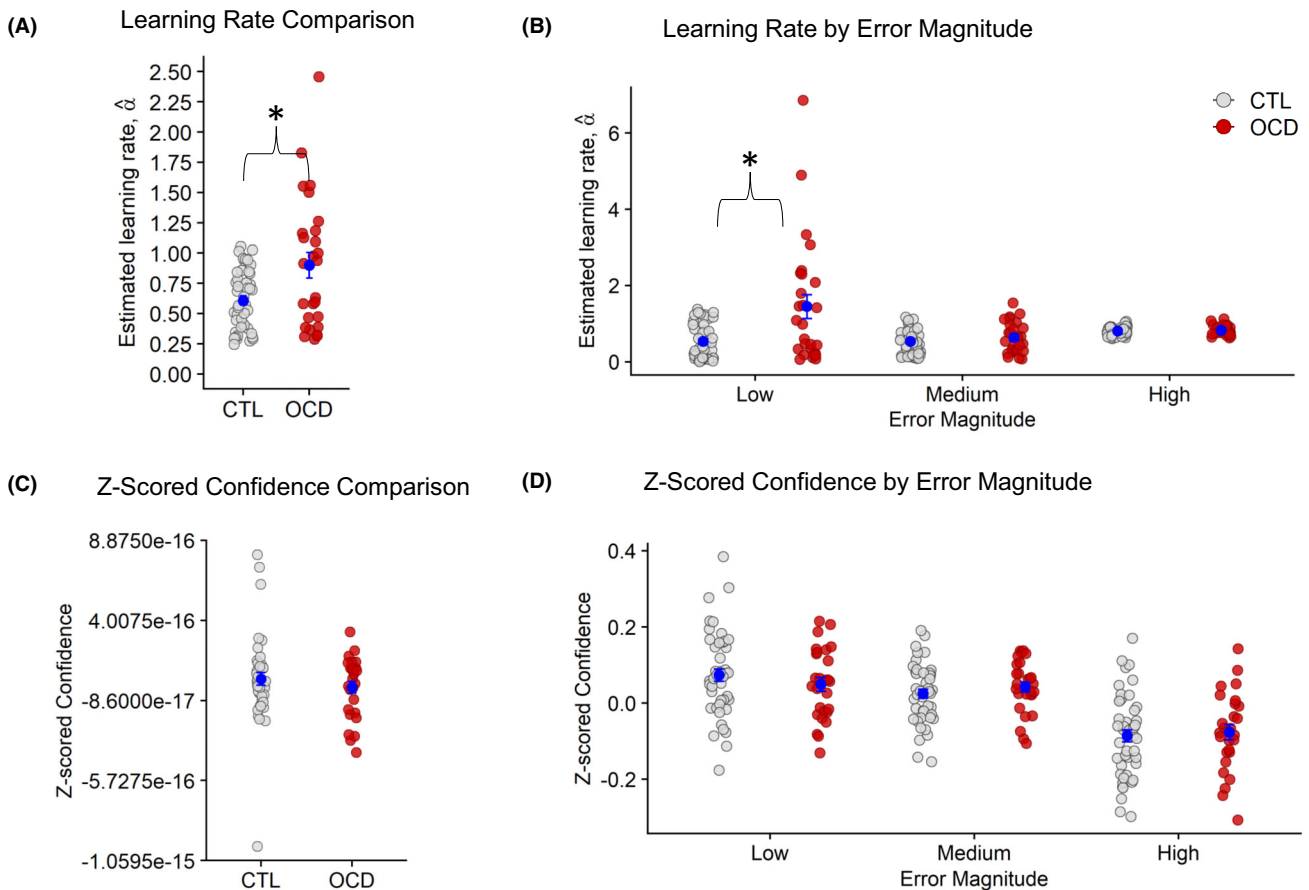 (A)
Learning Rate Comparison
Estimated learning rate, α̂
2.50
2.25
2.00
1.75
1.50
1.25
1.00
0.75
0.50
0.25
0.00
*
CTL OCD
(B)
Learning Rate by Error Magnitude
Estimated learning rate, α̂
6
4
2
0
*
CTL
OCD
Low Medium High
Error Magnitude
(C)
Z-Scored Confidence Comparison
Z-scored Confidence
8.8750e-16
4.0075e-16
-8.6000e-17
-5.7275e-16
-1.0595e-15
CTL OCD
(D)
Z-Scored Confidence by Error Magnitude
Z-scored Confidence
0.4
0.2
0.0
-0.2
Low Medium High
Error Magnitude